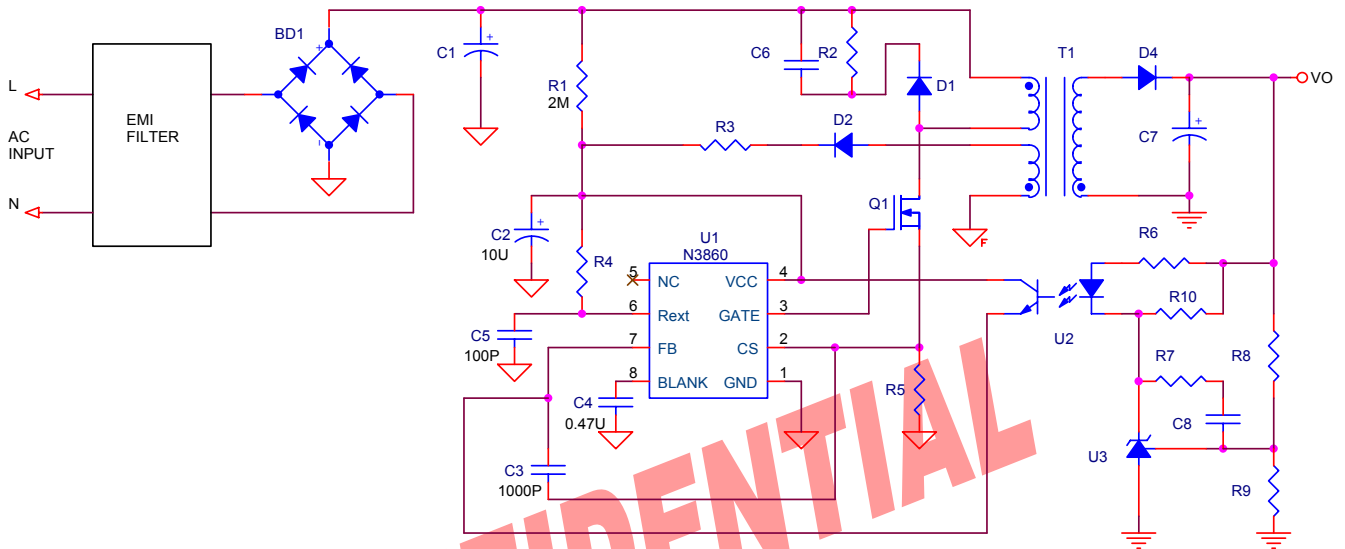 BD1
+
-
L
AC
INPUT
N
EMI
FILTER
C1
+
R1
2M
C6
R2
D1
T1
D4
VO
C7
+
R3
D2
Q1
F
C2
+
10U
R4
U1
N3860
5
NC
VCC
4
6
Rext
GATE
3
7
FB
CS
2
8
BLANK
GND
1
C5
100P
C4
0.47U
C3
1000P
R5
U2
R6
R10
R7
R8
C8
U3
R9
IDENTIAL